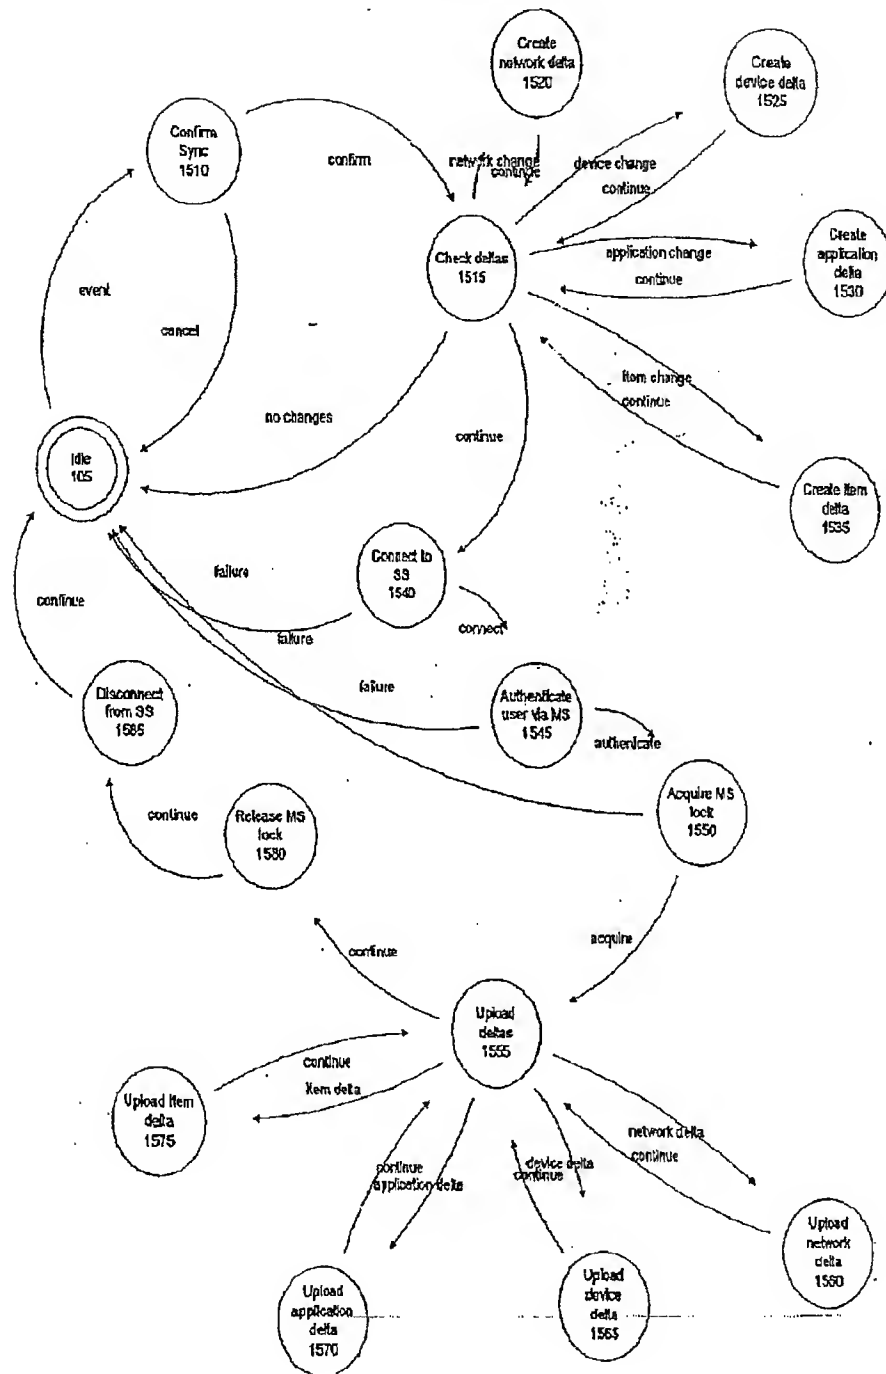 Create
network delta
1520
Create
device delta
1525
Confirm
Sync
1510
confirm
network change
continue
device change
continue
Check deltas
1515
application change
continue
Create
application
delta
1530
event
cancel
Item change
continue
no changes
continue
Idle
105
Create Item
delta
1535
Connect to
SS
1540
failure
connect
continue
failure
failure
Disconnect
from SS
1585
Authenticate
user via MS
1545
authenticate
continue
Release MS
lock
1580
Acquire MS
lock
1550
acquire
continue
Upload
deltas
1555
continue
Item delta
Upload Item
delta
1575
network delta
continue
device delta
continue
continue
application delta
Upload
network
delta
1560
Upload
application
delta
1570
Upload
device
delta
1565